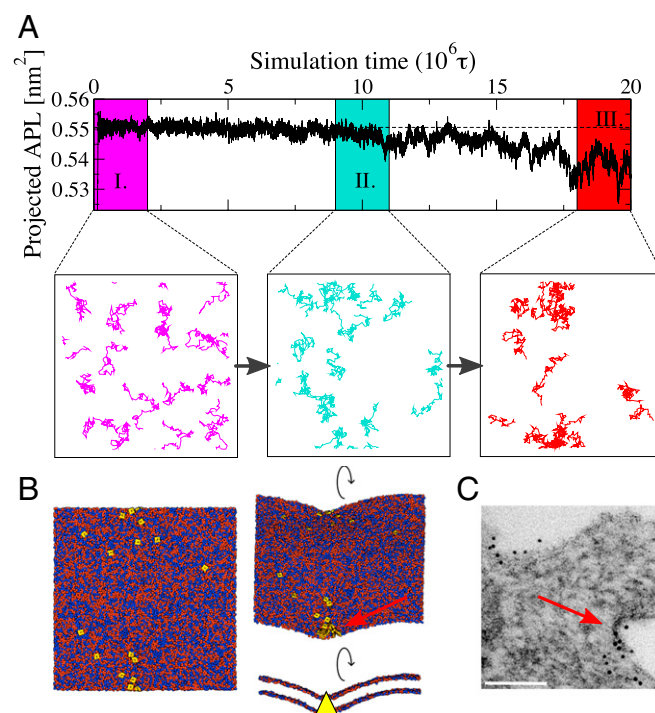 A
Simulation time (10⁶τ)
0 5 10 15 20
Projected APL [nm²]
0.56
0.55
0.54
0.53
I. II. III.
B C